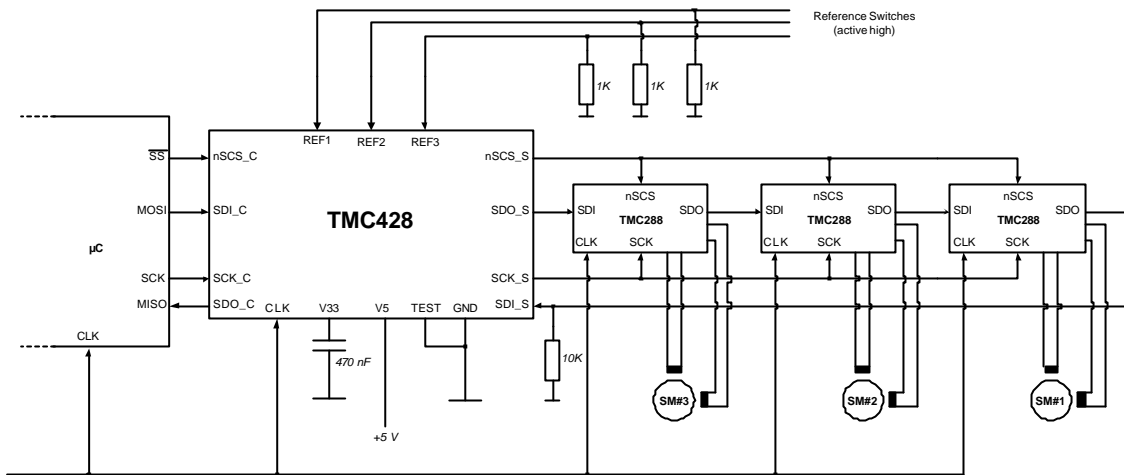 Reference Switches
(active high)
1K
1K
1K
REF1
REF2
REF3
SS
nSCS_C
nSCS_S
nSCS
nSCS
nSCS
MOSI
SDI_C
TMC428
SDO_S
SDI
SDO
TMC288
SDI
SDO
TMC288
SDI
SDO
TMC288
µC
CLK
SCK
CLK
SCK
CLK
SCK
SCK
SCK_C
SCK_S
MISO
SDO_C
CLK
V33
V5
TEST
GND
SDI_S
CLK
470 nF
10K
SM#3
SM#2
SM#1
+5 V